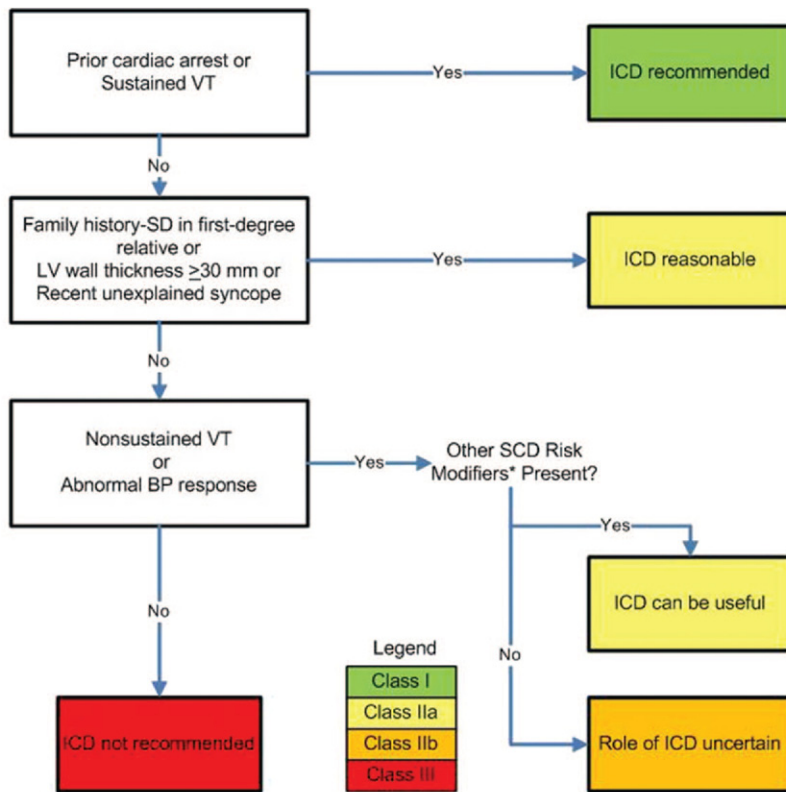 Prior cardiac arrest or
Sustained VT
Yes
ICD recommended
No
Family history-SD in first-degree
relative or
LV wall thickness ≥30 mm or
Recent unexplained syncope
Yes
ICD reasonable
No
Nonsustained VT
or
Abnormal BP response
Yes
Other SCD Risk
Modifiers* Present?
Yes
ICD can be useful
No
No
Legend
Class I
Class IIa
Class IIb
Class III
ICD not recommended
Role of ICD uncertain